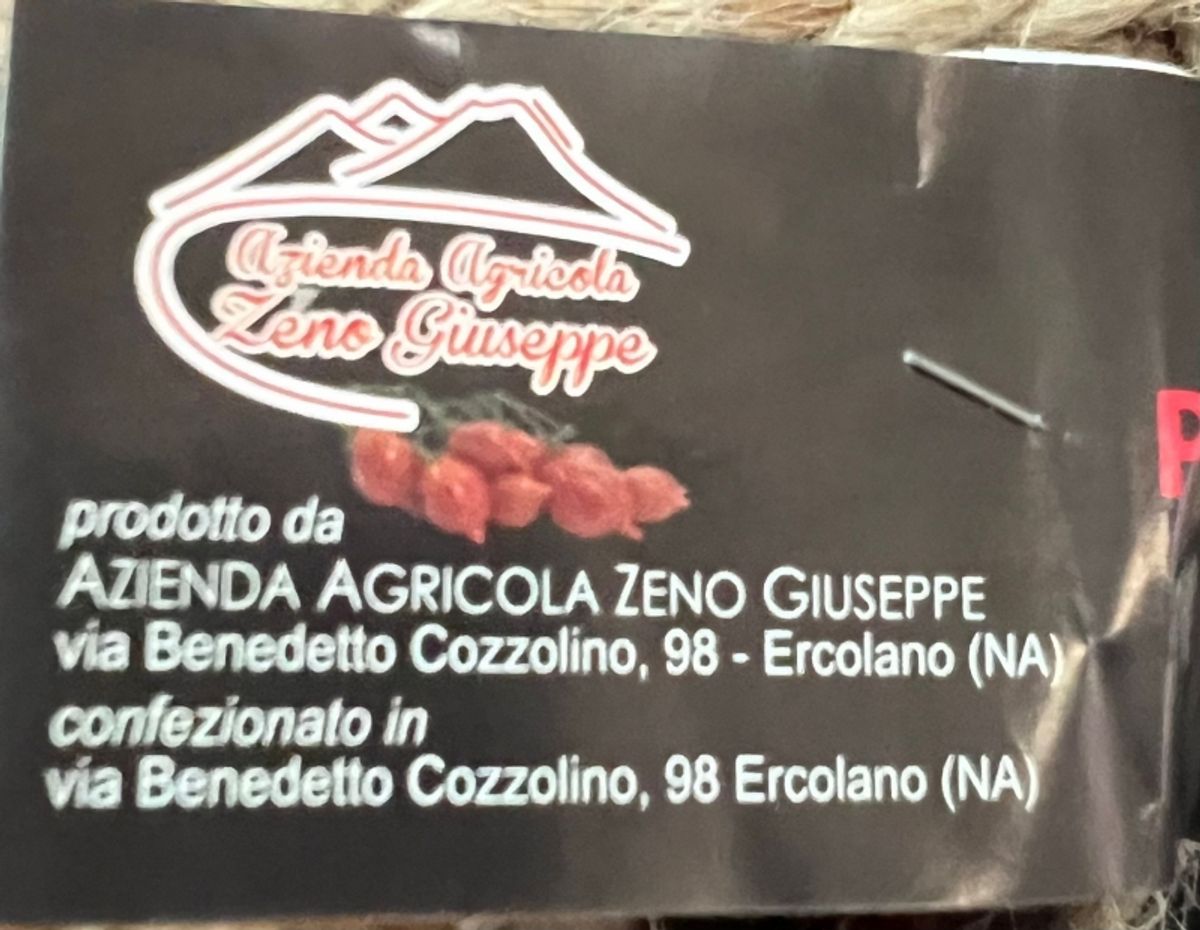 Azienda Agricola
Zeno Giuseppe
prodotto da
AZIENDA AGRICOLA ZENO GIUSEPPE
via Benedetto Cozzolino, 98 - Ercolano (NA)
confezionato in
via Benedetto Cozzolino, 98 Ercolano (NA)
P